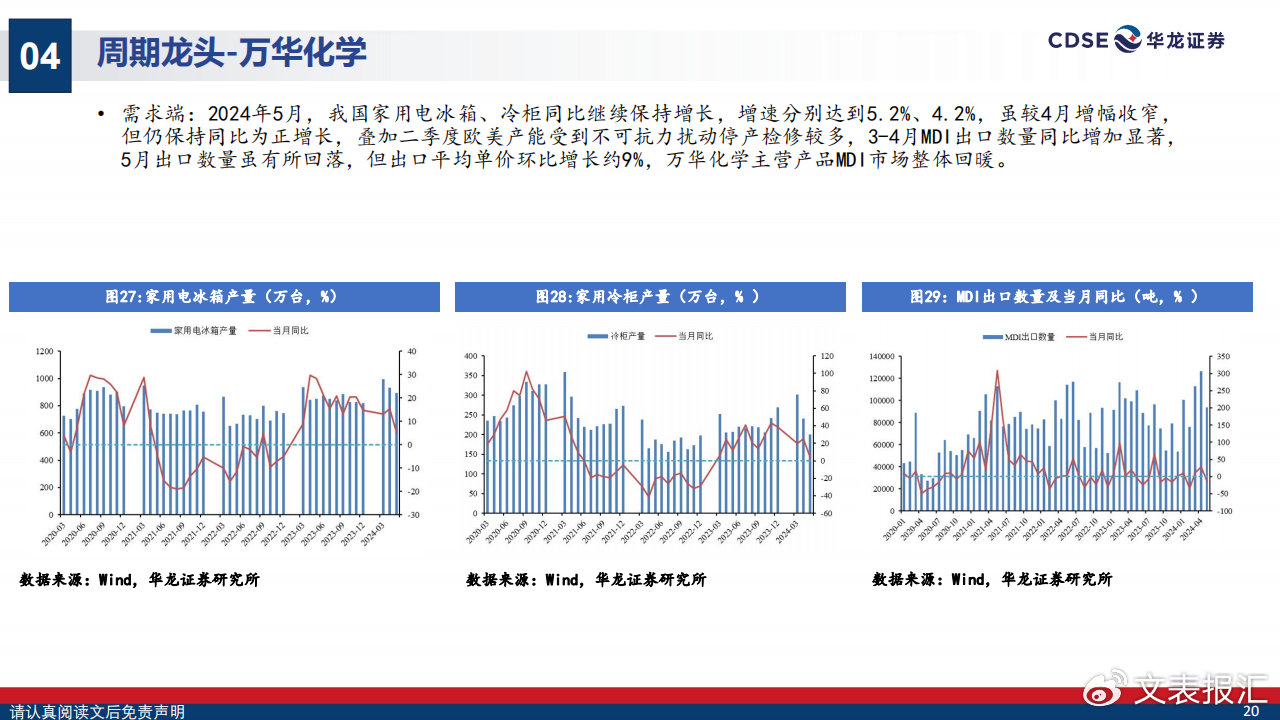 04
周期龙头-万华化学
CDSE 华龙证券
• 需求端：2024年5月，我国家用电冰箱、冷柜同比继续保持增长，增速分别达到5.2%、4.2%，虽较4月增幅收窄，
但仍保持同比为正增长，叠加二季度欧美产能受到不可抗力扰动停产检修较多，3-4月MDI出口数量同比增加显著，
5月出口数量虽有所回落，但出口平均单价环比增长约9%，万华化学主营产品MDI市场整体回暖。
图27:家用电冰箱产量（万台，%）
家用电冰箱产量 当月同比
1200
1000
800
600
400
200
0
40
30
20
10
0
-10
-20
-30
2020-03 2020-06 2020-09 2020-12 2021-03 2021-06 2021-09 2021-12 2022-03 2022-06 2022-09 2022-12 2023-03 2023-06 2023-09 2023-12 2024-03
数据来源：Wind，华龙证券研究所
图28:家用冷柜产量（万台，% ）
冷柜产量 当月同比
400
350
300
250
200
150
100
50
0
120
100
80
60
40
20
0
-20
-40
-60
2020-03 2020-06 2020-09 2020-12 2021-03 2021-06 2021-09 2021-12 2022-03 2022-06 2022-09 2022-12 2023-03 2023-06 2023-09 2023-12 2024-03
数据来源：Wind，华龙证券研究所
图29：MDI出口数量及当月同比（吨，% ）
MDI出口数量 当月同比
140000
120000
100000
80000
60000
40000
20000
0
350
300
250
200
150
100
50
0
-50
-100
2020-01 2020-04 2020-07 2020-10 2021-01 2021-04 2021-07 2021-10 2022-01 2022-04 2022-07 2022-10 2023-01 2023-04 2023-07 2023-10 2024-01 2024-04
数据来源：Wind，华龙证券研究所
请认真阅读文后免责声明
文表报汇
20